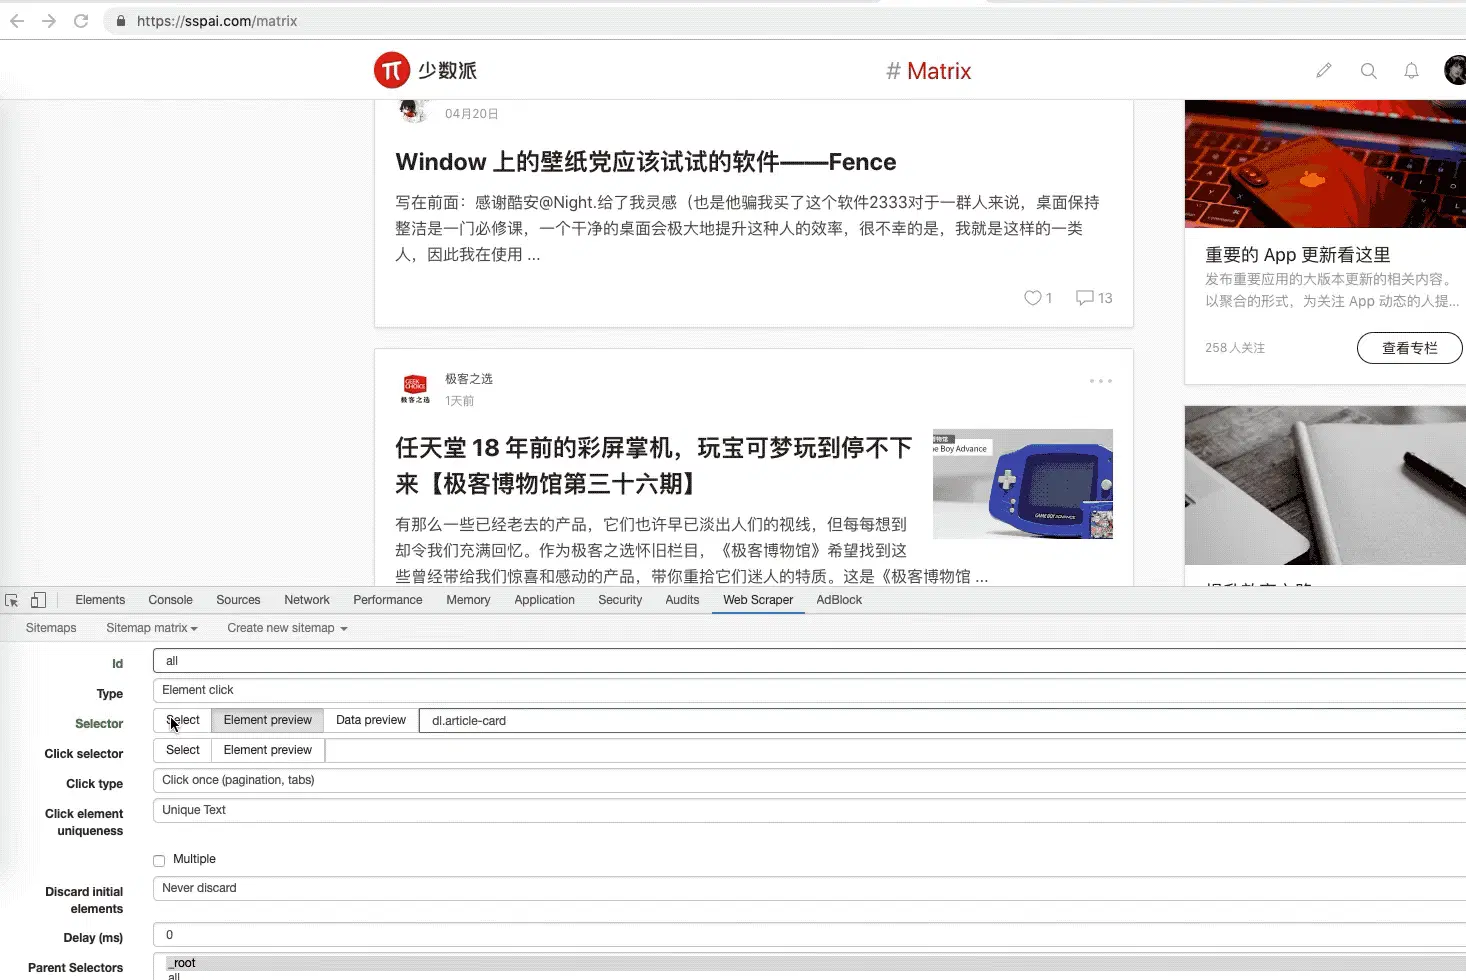 https://sspai.com/matrix
少数派
# Matrix
04月20日
Window 上的壁纸党应该试试的软件——Fence
写在前面：感谢酷安@Night.给了我灵感（也是他骗我买了这个软件2333对于一群人来说，桌面保持
整洁是一门必修课，一个干净的桌面会极大地提升这种人的效率，很不幸的是，我就是这样的一类
人，因此我在使用 ...
1
13
重要的 App 更新看这里
发布重要应用的大版本更新的相关内容。
以聚合的形式，为关注 App 动态的人提...
258人关注
查看专栏
GEEK CHOICE
极客之选
极客之选
1天前
任天堂 18 年前的彩屏掌机，玩宝可梦玩到停不下
来【极客博物馆第三十六期】
有那么一些已经老去的产品，它们也许早已淡出人们的视线，但每每想到
却令我们充满回忆。作为极客之选怀旧栏目，《极客博物馆》希望找到这
些曾经带给我们惊喜和感动的产品，带你重拾它们迷人的特质。这是《极客博物馆 ...
Boy Advance
GAME BOY ADVANCE
Elements Console Sources Network Performance Memory Application Security Audits Web Scraper AdBlock
Sitemaps Sitemap matrix Create new sitemap
Id all
Type Element click
Selector Select Element preview Data preview dl.article-card
Click selector Select Element preview
Click type Click once (pagination, tabs)
Click element uniqueness Unique Text
Multiple
Discard initial elements Never discard
Delay (ms) 0
Parent Selectors _root
all